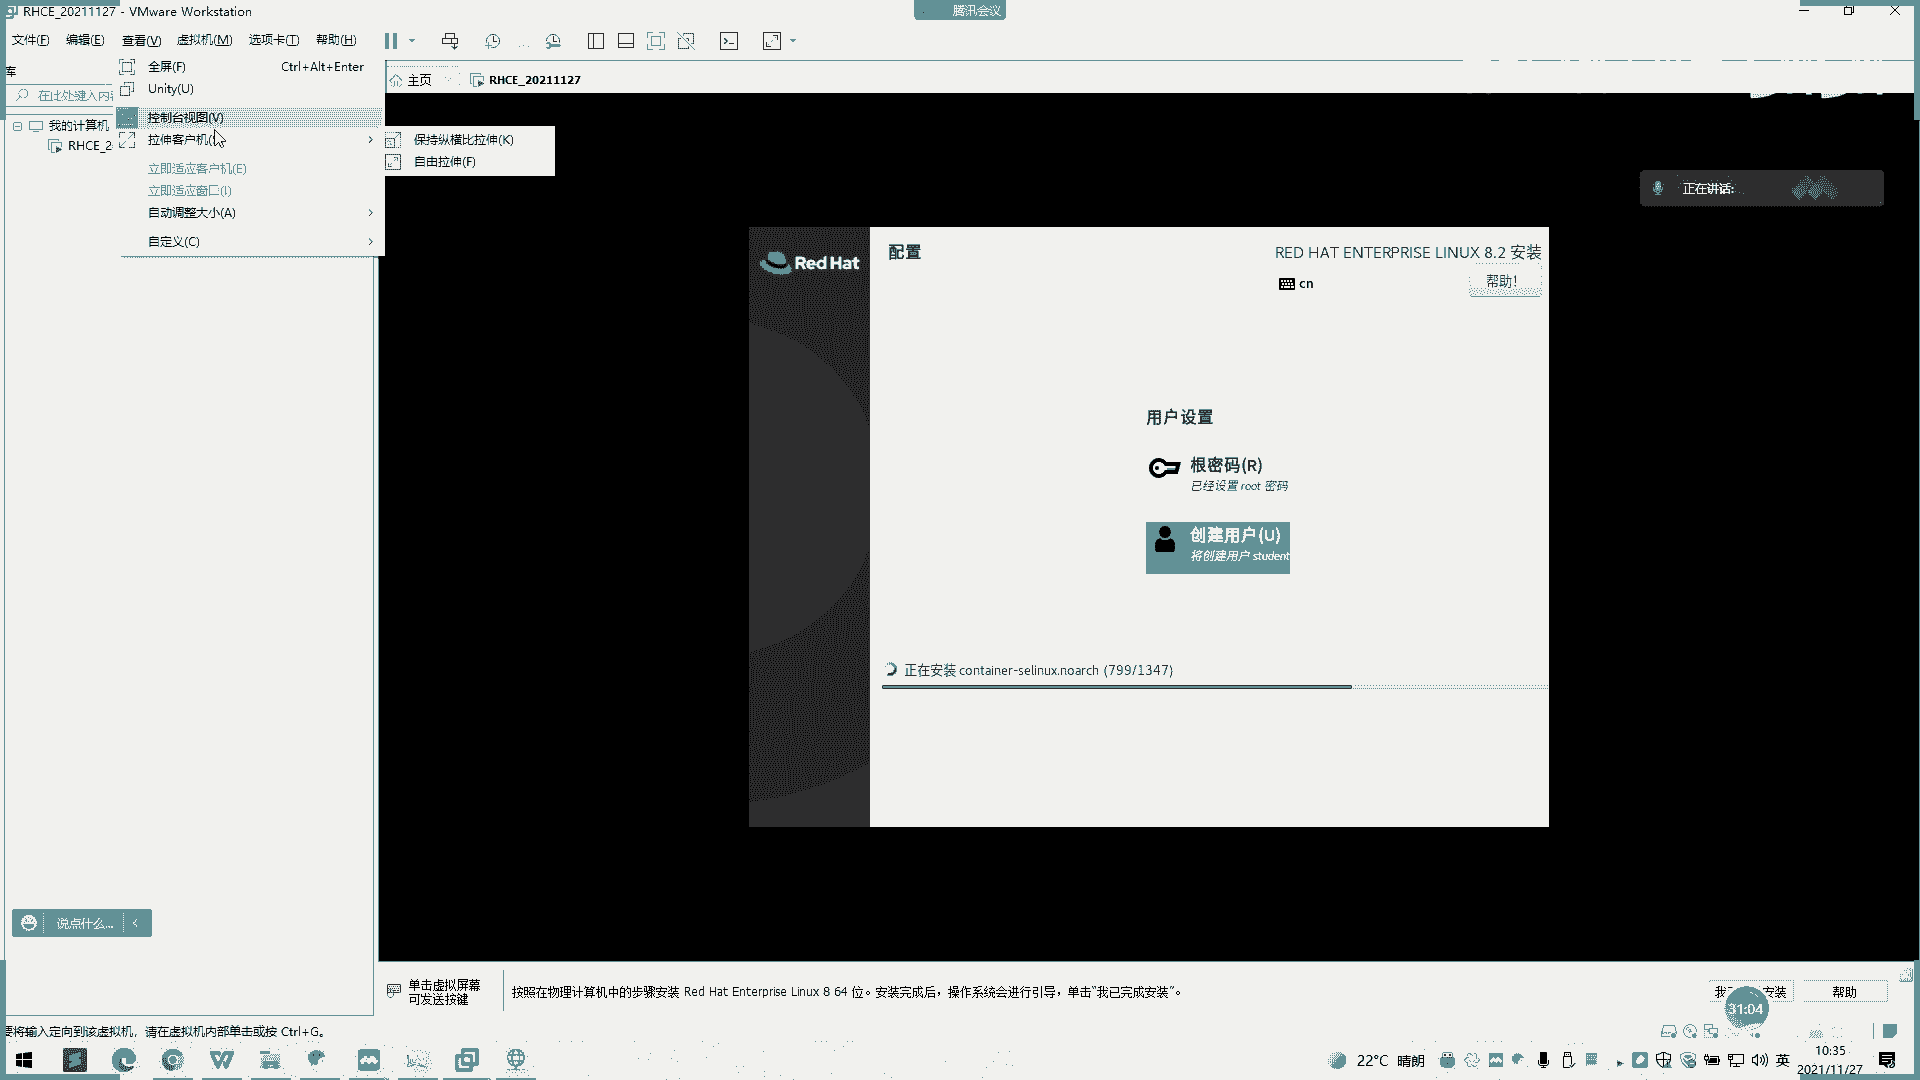 RHCE_20211127 - VMware Workstation
腾讯会议
文件(F) 编辑(E) 查看(V) 虚拟机(M) 选项卡(T) 帮助(H)
库
全屏(F) Ctrl+Alt+Enter
Unity(U)
主页
RHCE_20211127
在此处键入内
控制台视图(V)
我的计算机
拉伸客户机
保持纵横比拉伸(K)
RHCE_2
自由拉伸(F)
立即适应客户机(E)
立即适应窗口(I)
正在讲话:
自动调整大小(A)
自定义(C)
Red Hat
配置
RED HAT ENTERPRISE LINUX 8.2 安装
cn
帮助!
用户设置
根密码(R)
已经设置 root 密码
创建用户(U)
将创建用户 student
正在安装 container-selinux.noarch (799/1347)
说点什么...
单击虚拟屏幕
可发送按键
按照在物理计算机中的步骤安装 Red Hat Enterprise Linux 8 64 位。安装完成后，操作系统会进行引导，单击“我已完成安装”。
安装
帮助
31:04
要将输入定向到该虚拟机，请在虚拟机内部单击或按 Ctrl+G。
22°C 晴朗
英
10:35
2021/11/27